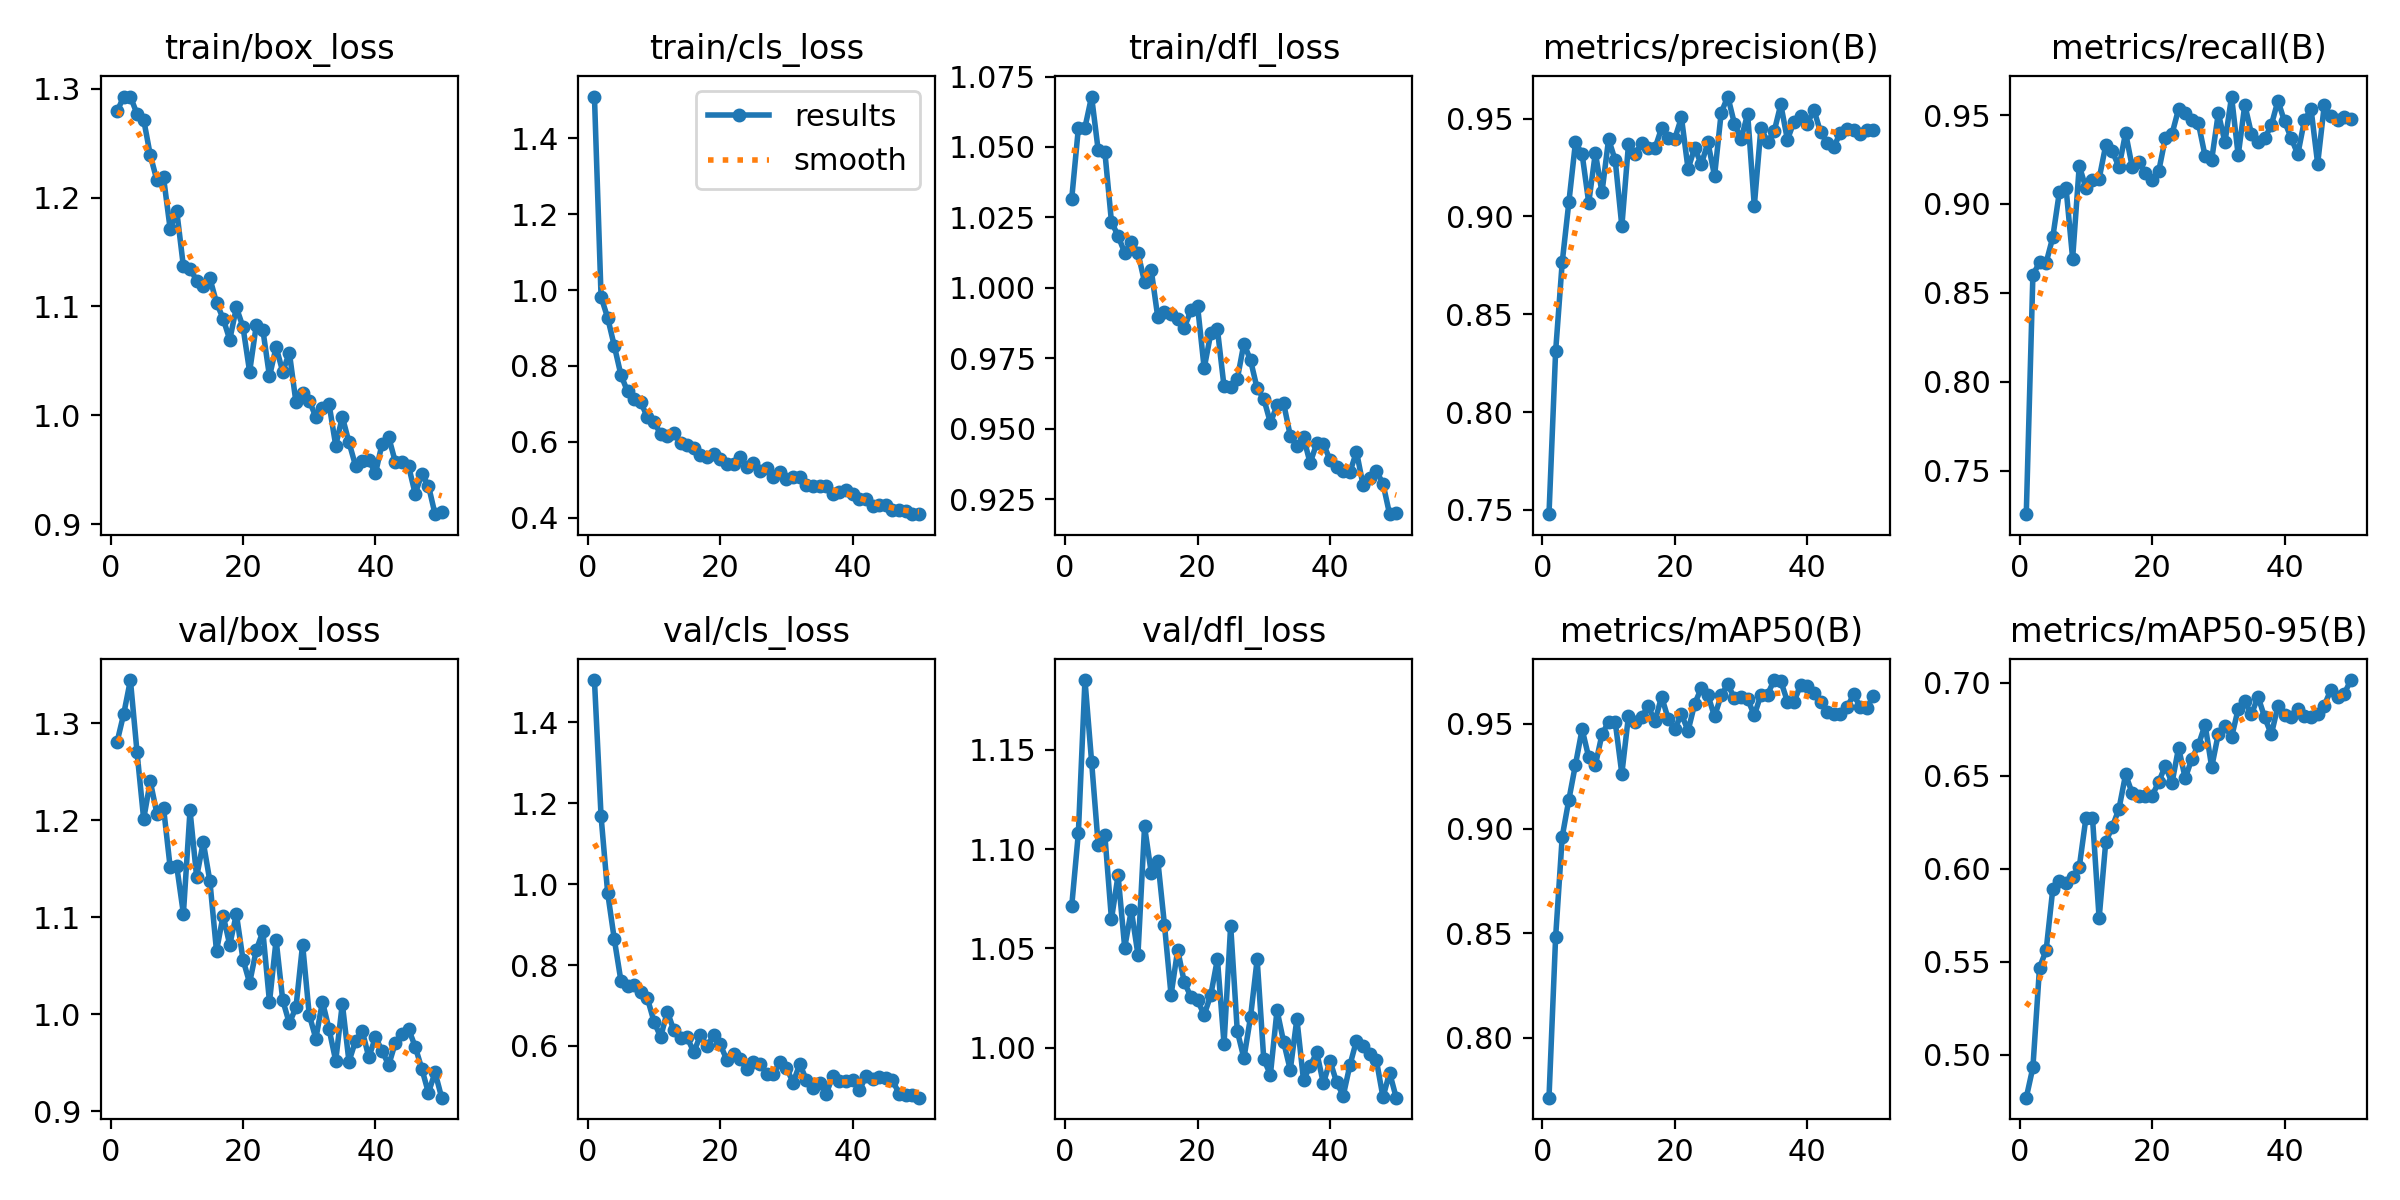 train/box_loss
1.3
1.2
1.1
1.0
0.9
0 20 40
train/cls_loss
results
smooth
1.4
1.2
1.0
0.8
0.6
0.4
0 20 40
train/dfl_loss
1.075
1.050
1.025
1.000
0.975
0.950
0.925
0 20 40
metrics/precision(B)
0.95
0.90
0.85
0.80
0.75
0 20 40
metrics/recall(B)
0.95
0.90
0.85
0.80
0.75
0 20 40
val/box_loss
1.3
1.2
1.1
1.0
0.9
0 20 40
val/cls_loss
1.4
1.2
1.0
0.8
0.6
0 20 40
val/dfl_loss
1.15
1.10
1.05
1.00
0 20 40
metrics/mAP50(B)
0.95
0.90
0.85
0.80
0 20 40
metrics/mAP50-95(B)
0.70
0.65
0.60
0.55
0.50
0 20 40